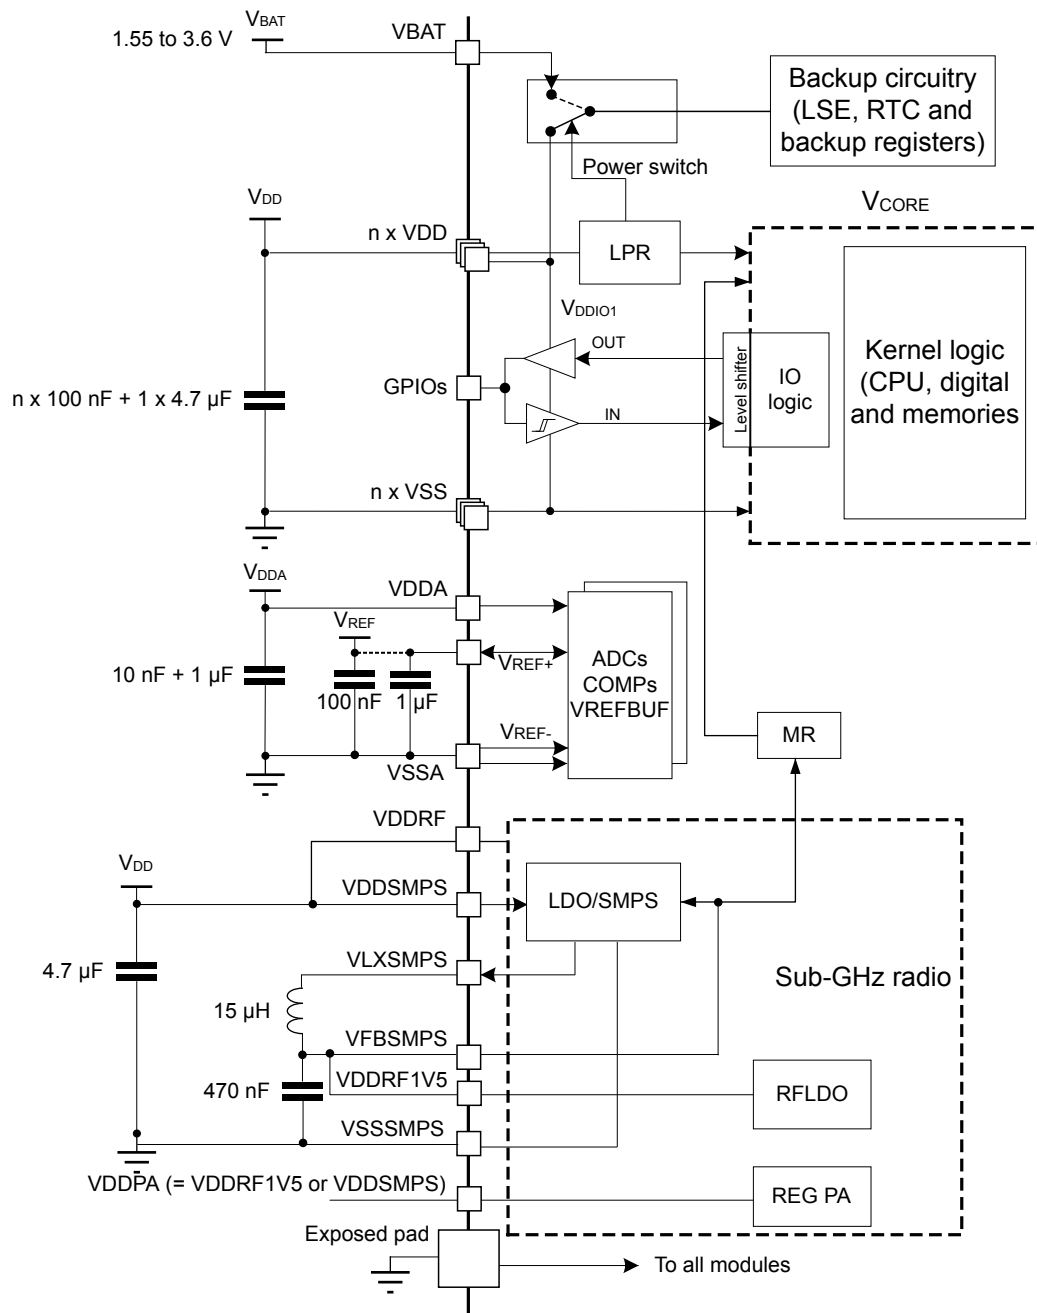 VBAT
1.55 to 3.6 V
VBAT
Backup circuitry
(LSE, RTC and
backup registers)
Power switch
VDD
n x VDD
LPR
VCORE
VDDIO1
OUT
GPIOs
IN
Level shifter
IO
logic
Kernel logic
(CPU, digital
and memories
n x 100 nF + 1 x 4.7 µF
n x VSS
VDDA
VDDA
VREF
VREF+
ADCs
COMPs
VREFBUF
10 nF + 1 µF
100 nF
1 µF
VREF-
VSSA
MR
VDDRF
VDD
VDDSMPS
LDO/SMPS
4.7 µF
VLXSMPS
Sub-GHz radio
15 µH
VFBSMPS
VDDRF1V5
470 nF
RFLDO
VSSSMPS
VDDPA (= VDDRF1V5 or VDDSMPS)
REG PA
Exposed pad
To all modules